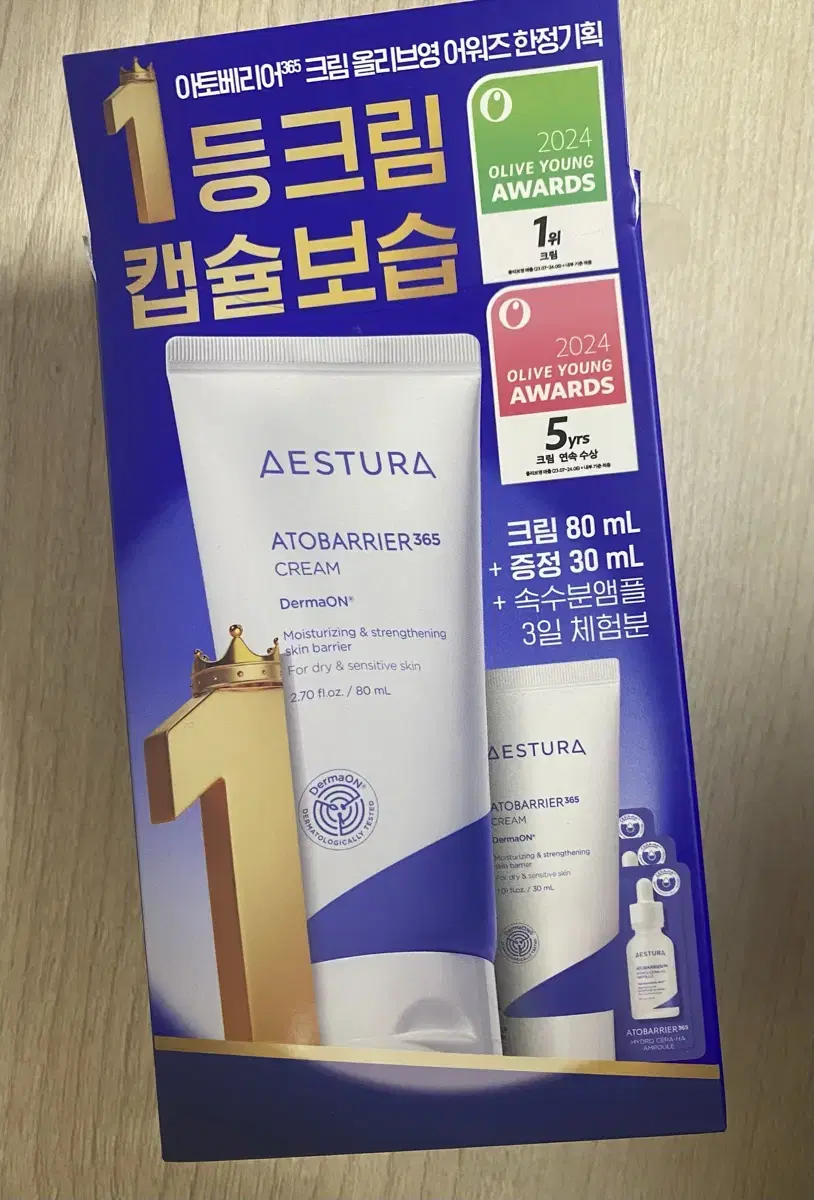 아토베리어365 크림 올리브영 어워즈 한정기획
1등크림
캡슐보습
2024
OLIVE YOUNG
AWARDS
1위
크림
2024
OLIVE YOUNG
AWARDS
5yrs
크림 연속 수상
크림 80 mL
+ 증정 30 mL
+ 속수분앰플
3일 체험분
AESTURA
ATOBARRIER365
CREAM
DermaON®
Moisturizing & strengthening
skin barrier
For dry & sensitive skin
2.70 fl.oz. / 80 mL
DermaON®
DERMATOLOGICALLY TESTED
AESTURA
ATOBARRIER365
CREAM
DermaON®
Moisturizing & strengthening
skin barrier
For dry & sensitive skin
1.01 fl.oz. / 30 mL
AESTURA
ATOBARRIER365
HYDRO CERA-HA
AMPOULE